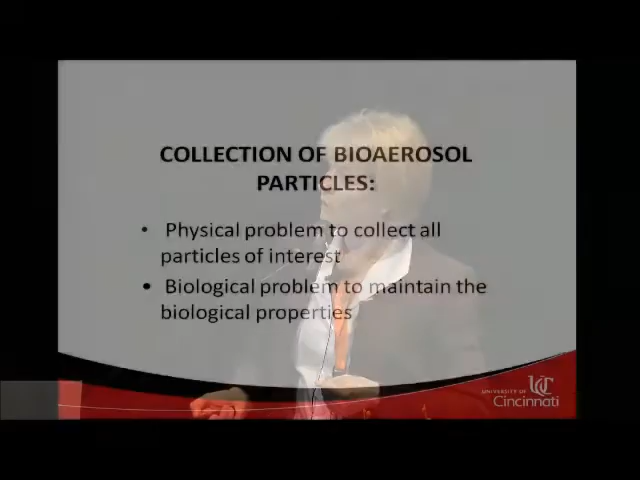 COLLECTION OF BIOAEROSOL
PARTICLES:
• Physical problem to collect all
particles of interest
• Biological problem to maintain the
biological properties
UNIVERSITY OF
UC
Cincinnati